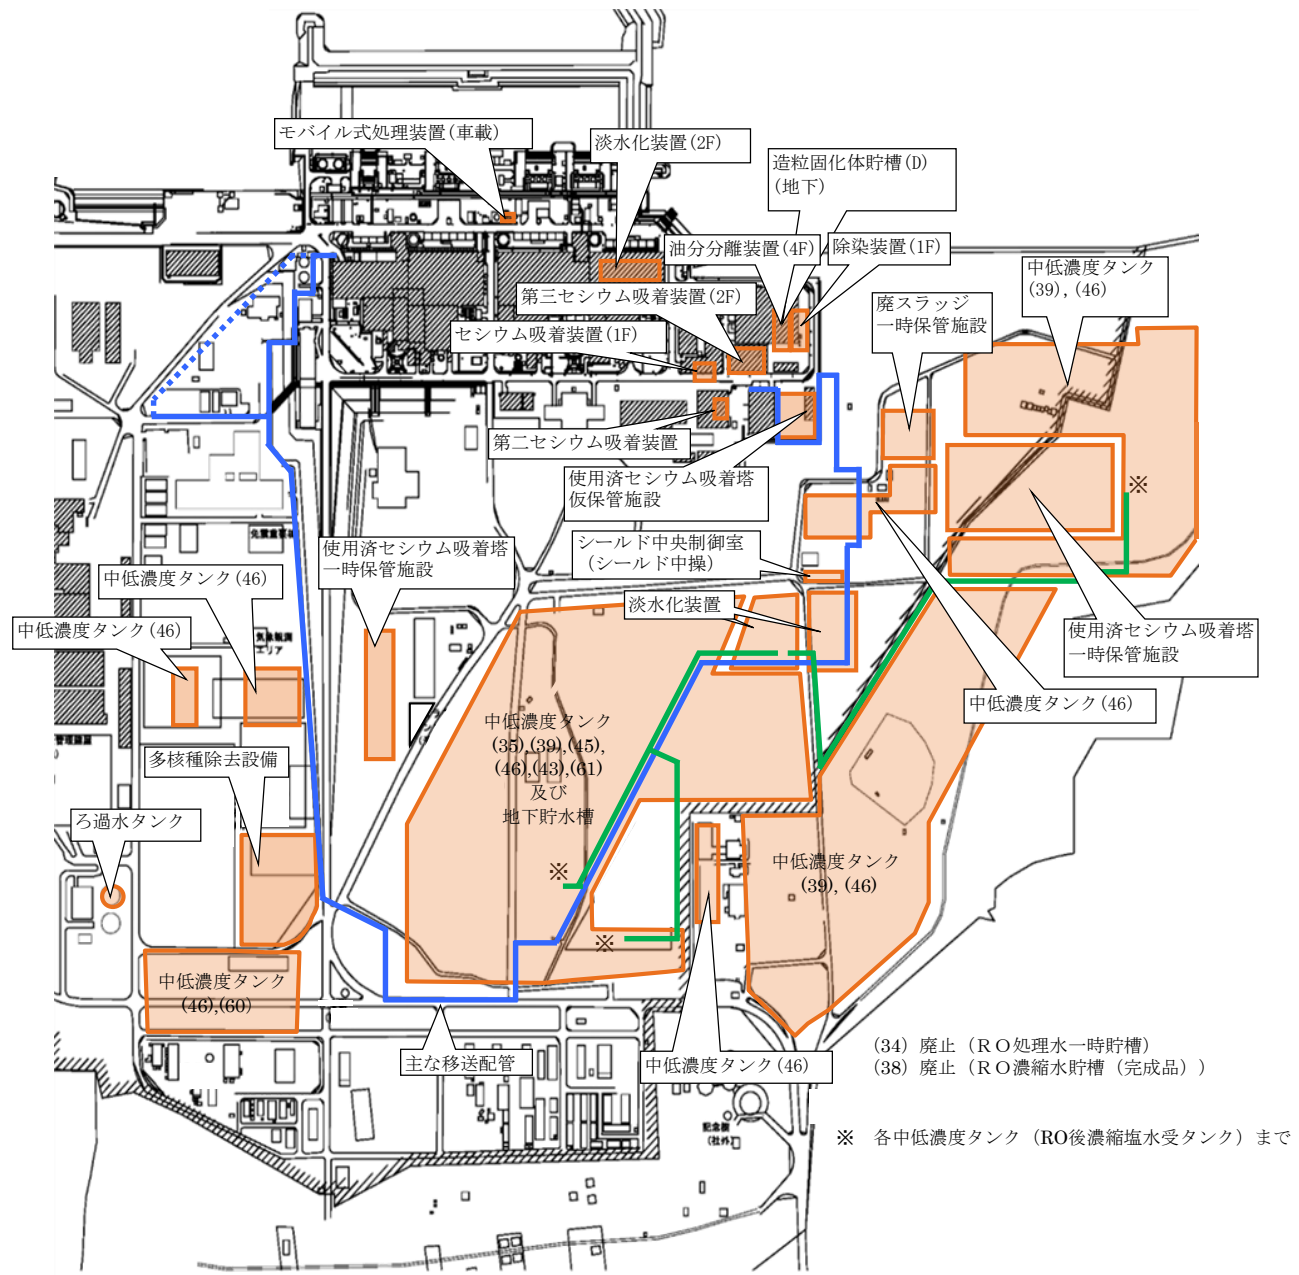 モバイル式処理装置(車載)
淡水化装置(2F)
造粒固化体貯槽(D)
(地下)
油分分離装置(4F)
除染装置(1F)
中低濃度タンク
(39), (46)
第三セシウム吸着装置(2F)
廃スラッジ
一時保管施設
セシウム吸着装置(1F)
第二セシウム吸着装置
使用済セシウム吸着塔
仮保管施設
※
シールド中央制御室
(シールド中操)
使用済セシウム吸着塔
一時保管施設
中低濃度タンク(46)
淡水化装置
中低濃度タンク(46)
気象観測
エリア
使用済セシウム吸着塔
一時保管施設
中低濃度タンク(46)
中低濃度タンク
(35),(39),(45),
(46),(43),(61)
及び
地下貯水槽
多核種除去設備
ろ過水タンク
※
中低濃度タンク
(39), (46)
※
中低濃度タンク
(46),(60)
主な移送配管
中低濃度タンク(46)
(34) 廃止（ＲＯ処理水一時貯槽）
(38) 廃止（ＲＯ濃縮水貯槽（完成品））
記念樹
(社外)
※　各中低濃度タンク（RO後濃縮塩水受タンク）まで